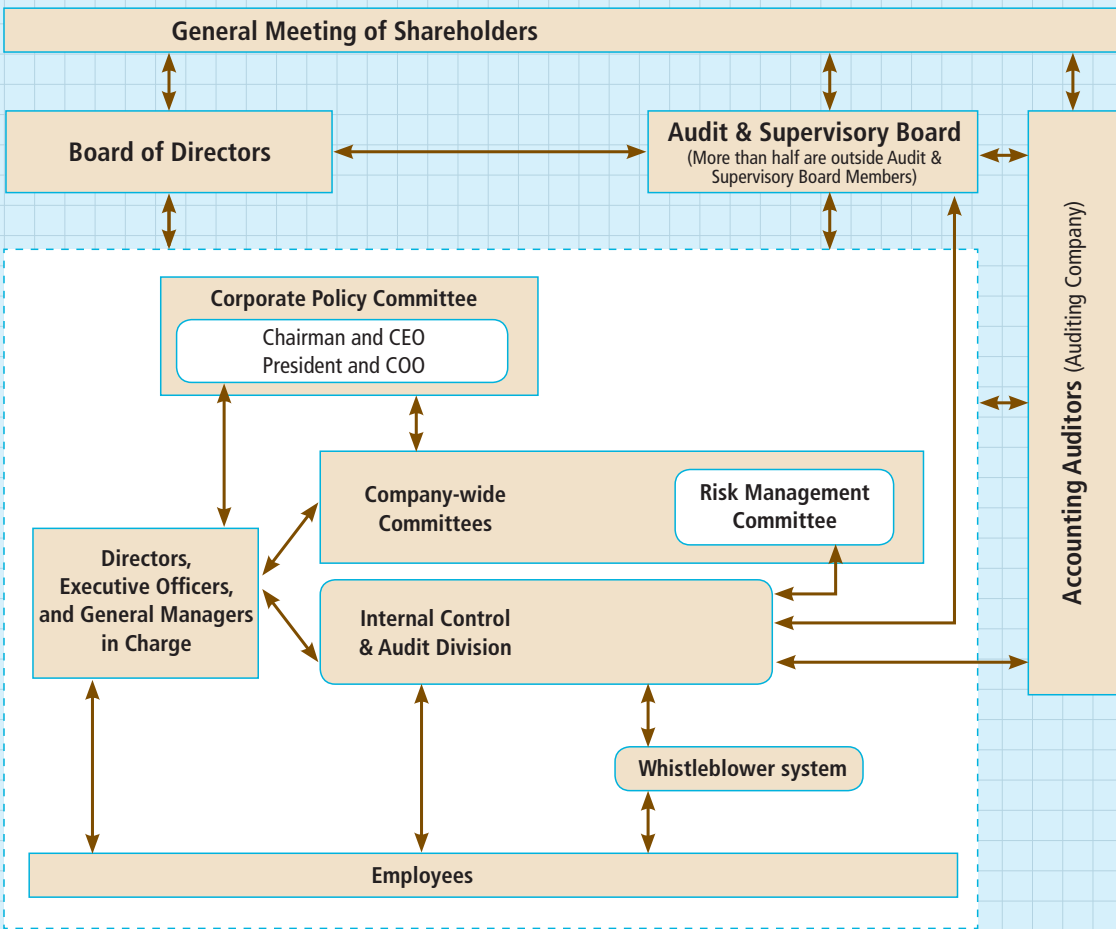 General Meeting of Shareholders
Board of Directors
Audit & Supervisory Board
(More than half are outside Audit &
Supervisory Board Members)
Accounting Auditors (Auditing Company)
Corporate Policy Committee
Chairman and CEO
President and COO
Company-wide
Committees
Risk Management
Committee
Directors,
Executive Officers,
and General Managers
in Charge
Internal Control
& Audit Division
Whistleblower system
Employees